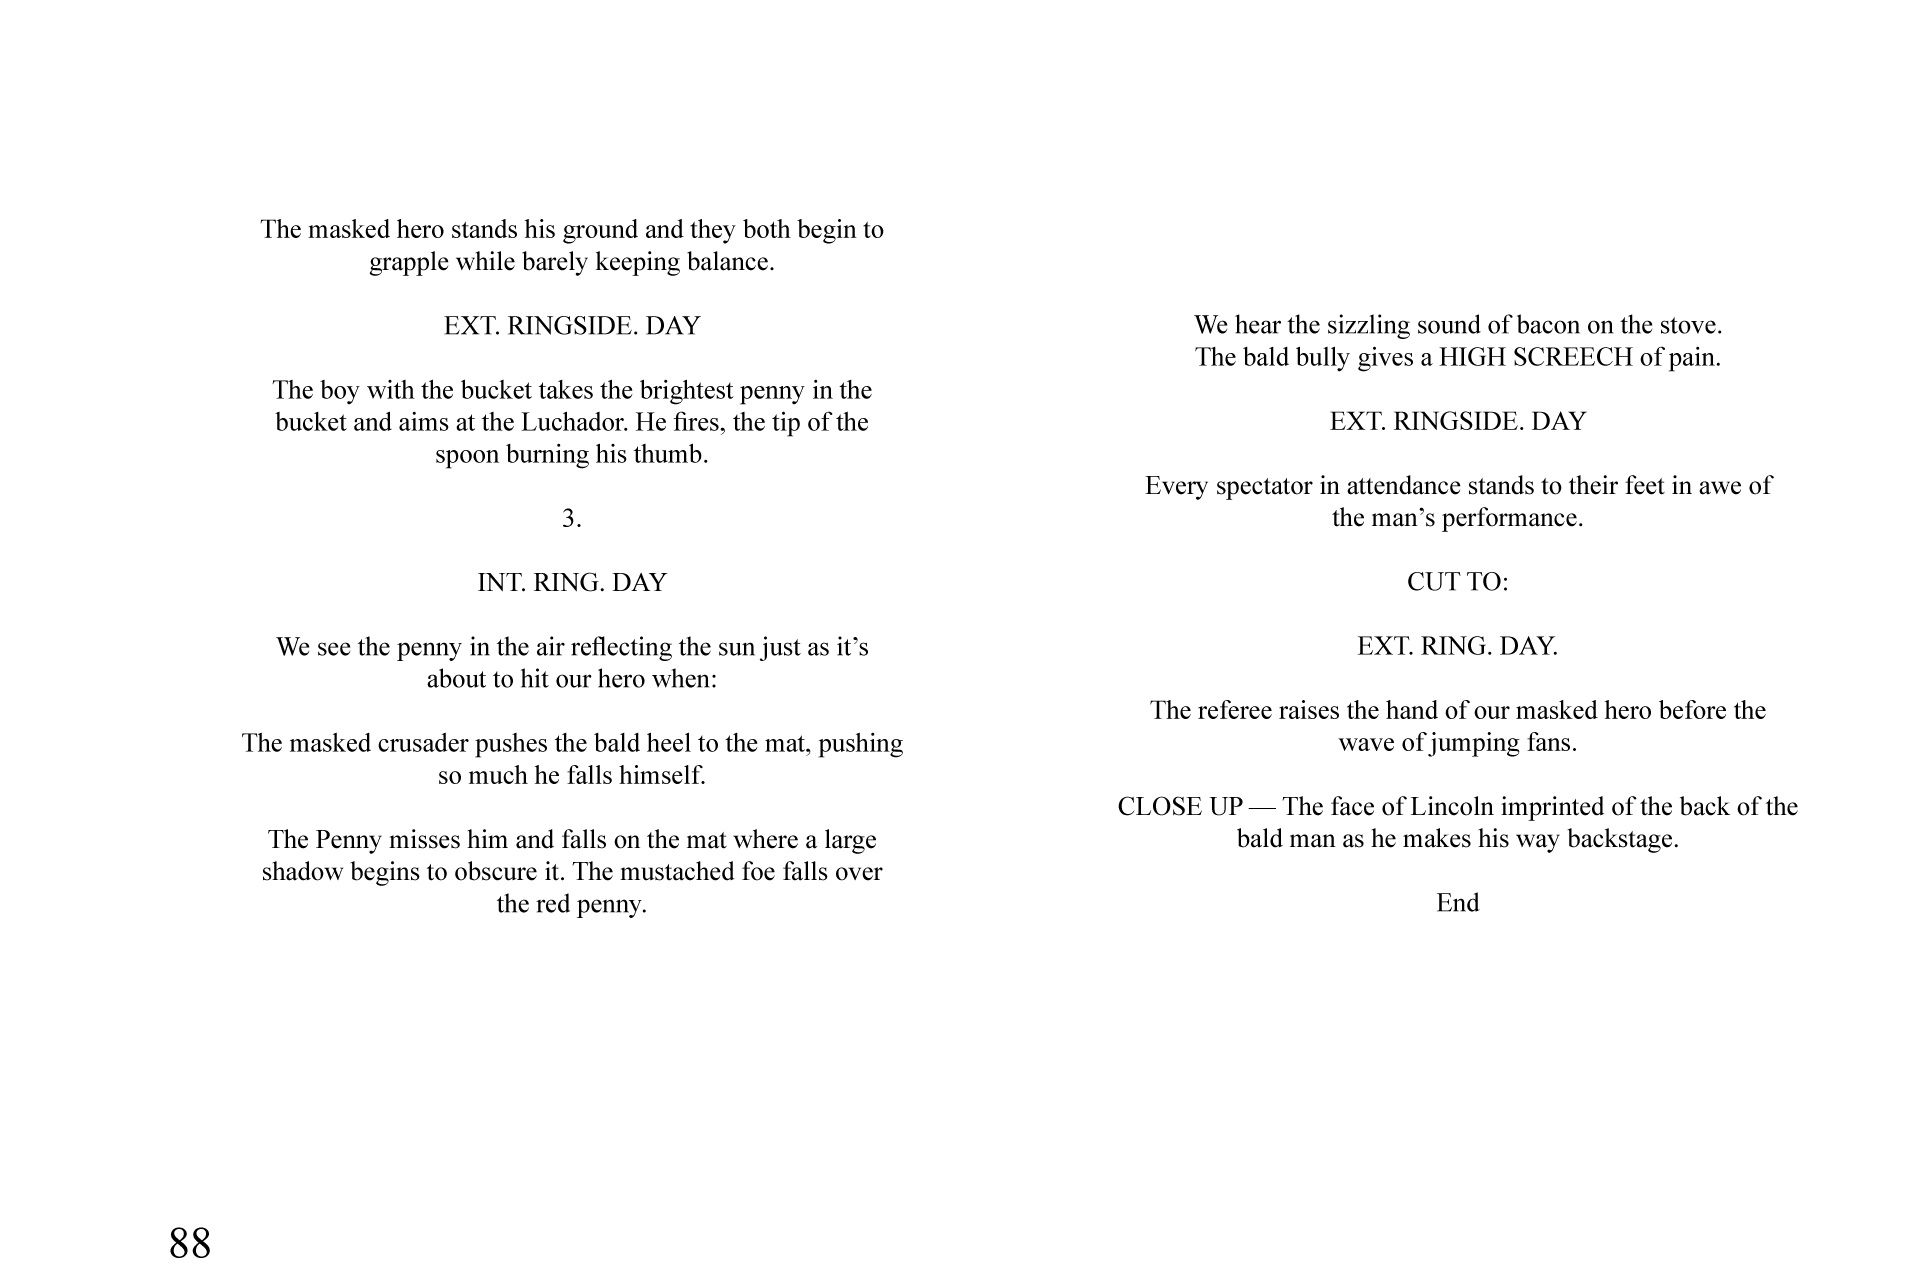 The masked hero stands his ground and they both begin to
grapple while barely keeping balance.
EXT. RINGSIDE. DAY
The boy with the bucket takes the brightest penny in the
bucket and aims at the Luchador. He fires, the tip of the
spoon burning his thumb.
3.
INT. RING. DAY
We see the penny in the air reflecting the sun just as it’s
about to hit our hero when:
The masked crusader pushes the bald heel to the mat, pushing
so much he falls himself.
The Penny misses him and falls on the mat where a large
shadow begins to obscure it. The mustached foe falls over
the red penny.
We hear the sizzling sound of bacon on the stove.
The bald bully gives a HIGH SCREECH of pain.
EXT. RINGSIDE. DAY
Every spectator in attendance stands to their feet in awe of
the man’s performance.
CUT TO:
EXT. RING. DAY.
The referee raises the hand of our masked hero before the
wave of jumping fans.
CLOSE UP — The face of Lincoln imprinted of the back of the
bald man as he makes his way backstage.
End
88